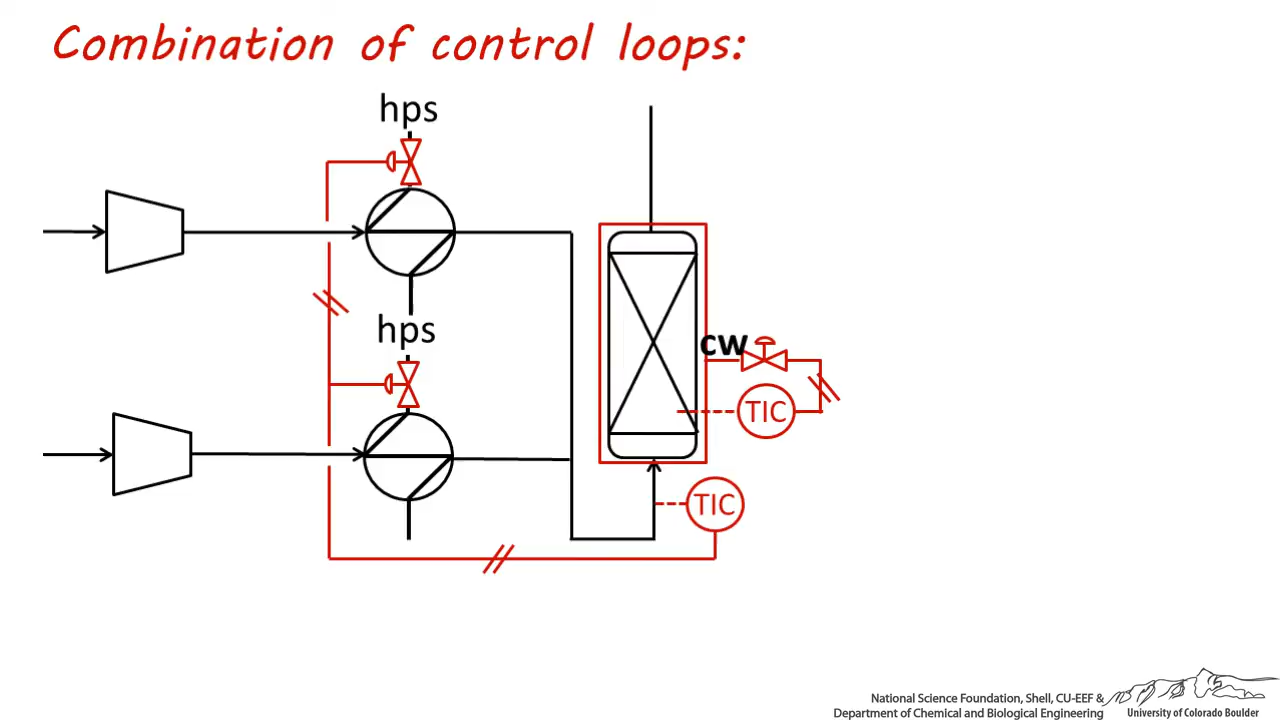 Combination of control loops:
hps
hps
cw
TIC
TIC
National Science Foundation, Shell, CU-EEF &
Department of Chemical and Biological Engineering
University of Colorado Boulder